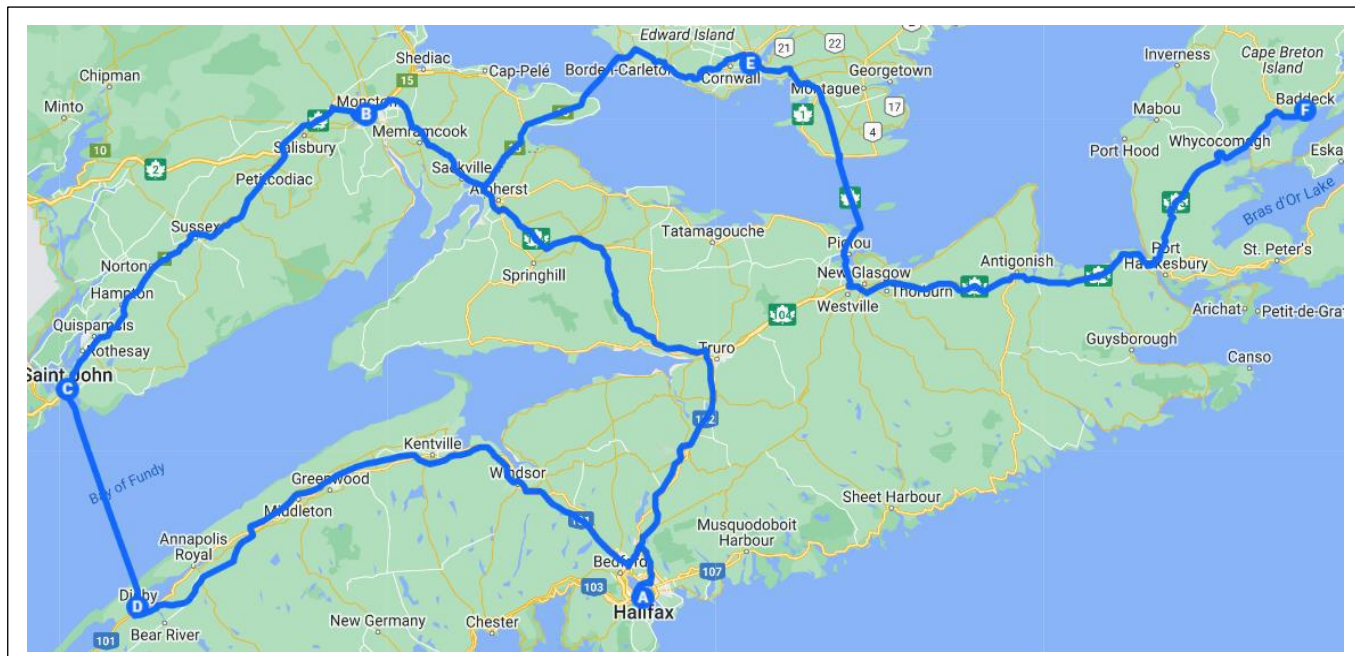 Edward Island
21
22
Shediac
Cap-Pelé
15
Chipman
Borden-Carleton
Cornwall
E
Georgetown
Inverness
Cape Breton
Island
Minto
Moncton
B
Montague
17
Baddeck
F
Memramcook
1
4
Mabou
Salisbury
Whycocomagh
10
2
Port Hood
Sackville
Petitcodiac
Amherst
Bras d'Or Lake
Sussex
Tatamagouche
Pictou
Antigonish
Port
Hawkesbury
St. Peter's
Norton
Springhill
New Glasgow
Thorburn
Westville
Hampton
104
Arichat
Petit-de-Grat
Quispamsis
Rothesay
Truro
Guysborough
Canso
Saint John
C
102
Kentville
Bay of Fundy
Windsor
Greenwood
Middleton
Sheet Harbour
101
Musquodoboit
Harbour
Annapolis
Royal
Bedford
107
103
A
Digby
D
Halifax
Bear River
New Germany
Chester
101